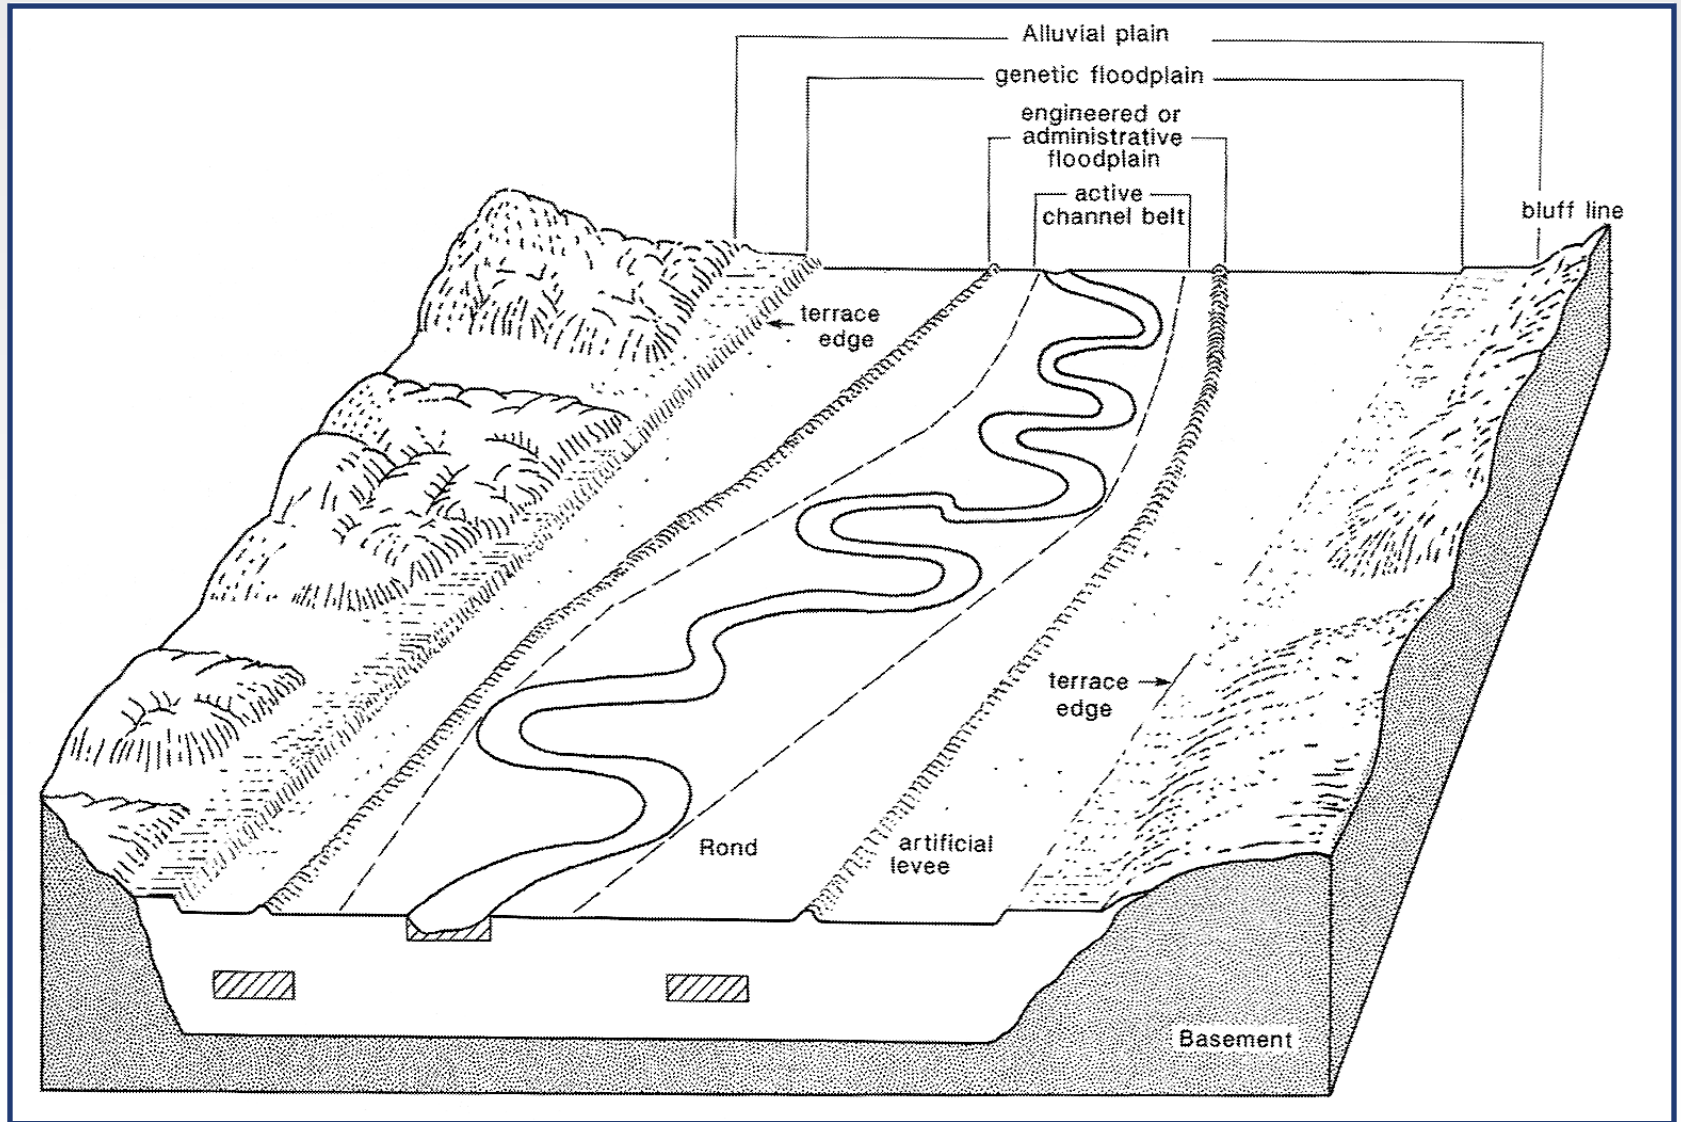 Alluvial plain
genetic floodplain
engineered or
administrative
floodplain
active
channel belt
bluff line
terrace
edge
terrace
edge
Rond
artificial
levee
Basement